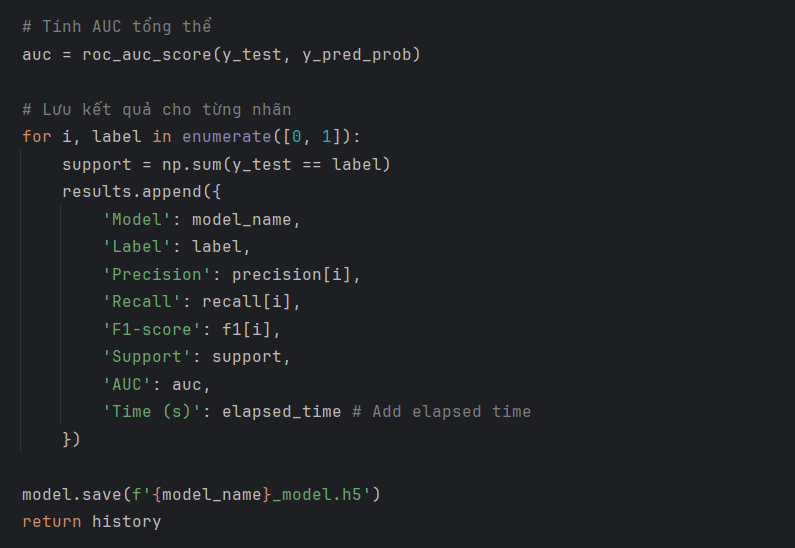 # Tính AUC tổng thể
auc = roc_auc_score(y_test, y_pred_prob)
# Lưu kết quả cho từng nhãn
for i, label in enumerate([0, 1]):
    support = np.sum(y_test == label)
    results.append({
        'Model': model_name,
        'Label': label,
        'Precision': precision[i],
        'Recall': recall[i],
        'F1-score': f1[i],
        'Support': support,
        'AUC': auc,
        'Time (s)': elapsed_time # Add elapsed time
    })
model.save(f'{model_name}_model.h5')
return history